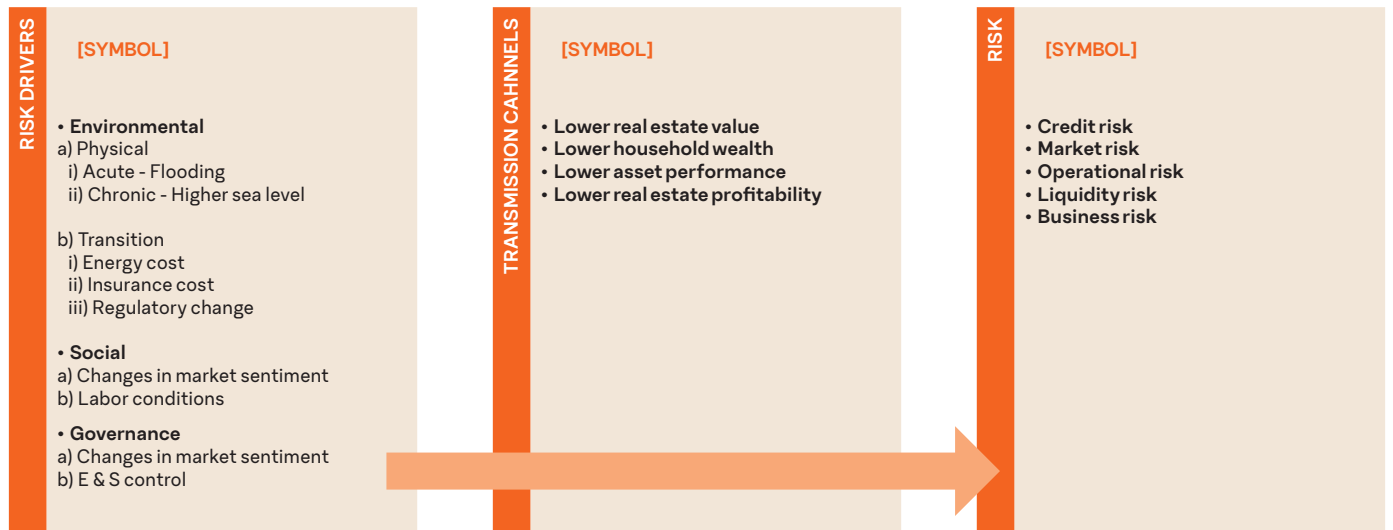 RISK DRIVERS
[SYMBOL]
• Environmental
a) Physical
i) Acute - Flooding
ii) Chronic - Higher sea level
b) Transition
i) Energy cost
ii) Insurance cost
iii) Regulatory change
• Social
a) Changes in market sentiment
b) Labor conditions
• Governance
a) Changes in market sentiment
b) E & S control
TRANSMISSION CAHNNELS
[SYMBOL]
• Lower real estate value
• Lower household wealth
• Lower asset performance
• Lower real estate profitability
RISK
[SYMBOL]
• Credit risk
• Market risk
• Operational risk
• Liquidity risk
• Business risk